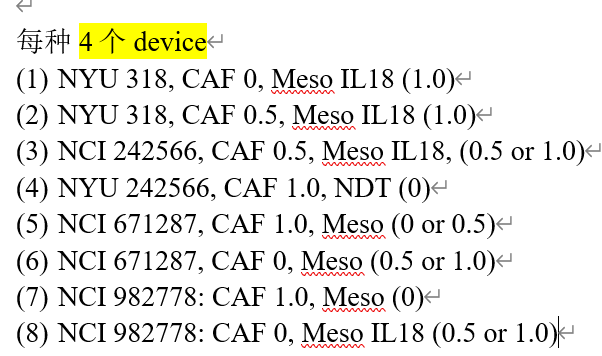 每种 4 个 device
(1) NYU 318, CAF 0, Meso IL18 (1.0)
(2) NYU 318, CAF 0.5, Meso IL18 (1.0)
(3) NCI 242566, CAF 0.5, Meso IL18, (0.5 or 1.0)
(4) NYU 242566, CAF 1.0, NDT (0)
(5) NCI 671287, CAF 1.0, Meso (0 or 0.5)
(6) NCI 671287, CAF 0, Meso (0.5 or 1.0)
(7) NCI 982778: CAF 1.0, Meso (0)
(8) NCI 982778: CAF 0, Meso IL18 (0.5 or 1.0)